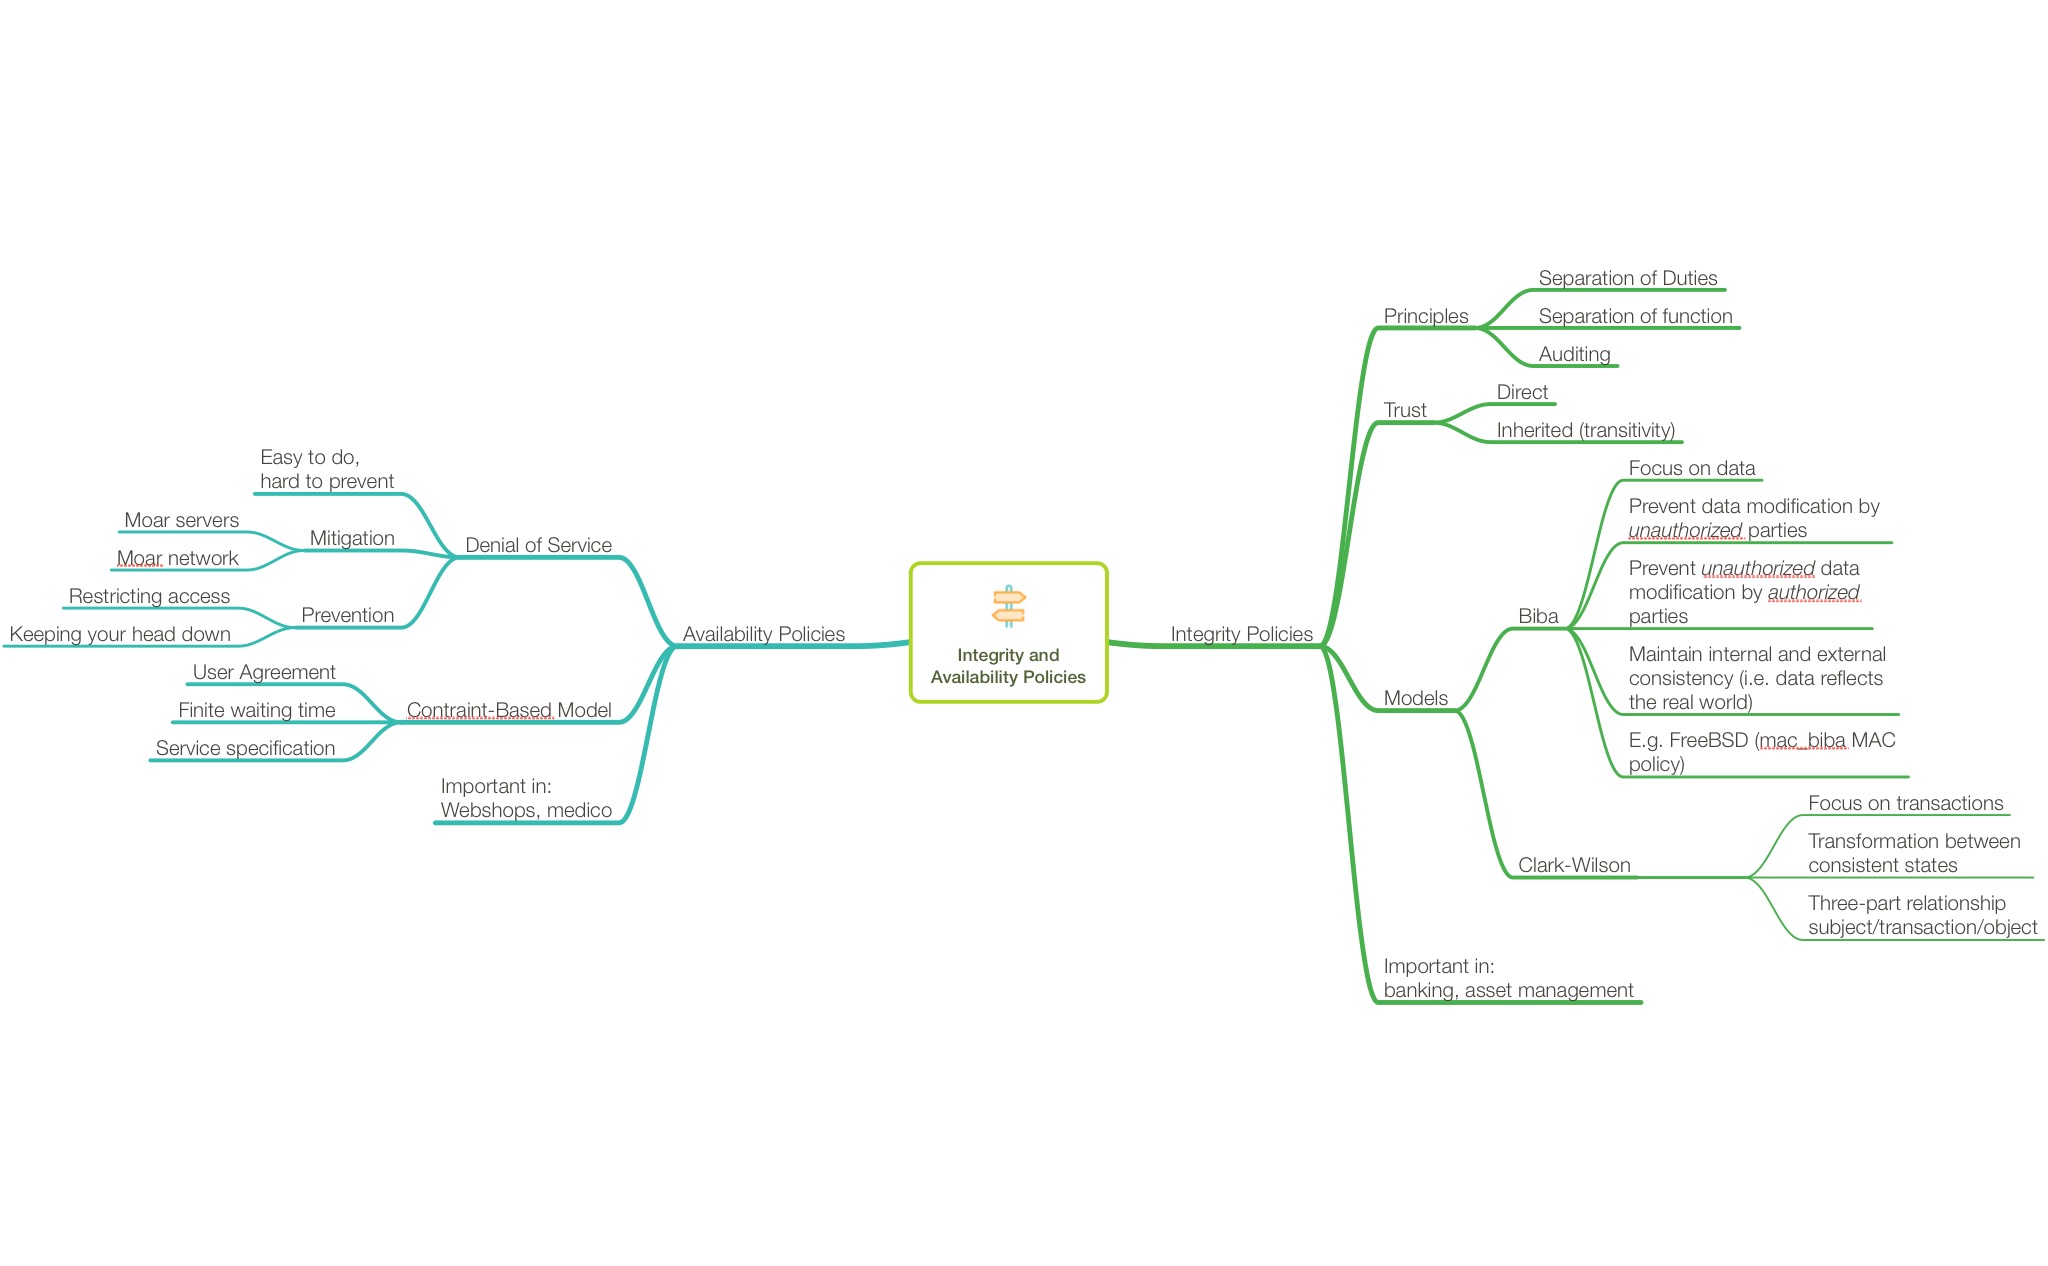 Integrity and
Availability Policies
Availability Policies
Denial of Service
Easy to do,
hard to prevent
Mitigation
Moar servers
Moar network
Prevention
Restricting access
Keeping your head down
Contraint-Based Model
User Agreement
Finite waiting time
Service specification
Important in:
Webshops, medico
Integrity Policies
Principles
Separation of Duties
Separation of function
Auditing
Trust
Direct
Inherited (transitivity)
Models
Biba
Focus on data
Prevent data modification by
unauthorized parties
Prevent unauthorized data
modification by authorized
parties
Maintain internal and external
consistency (i.e. data reflects
the real world)
E.g. FreeBSD (mac_biba MAC
policy)
Clark-Wilson
Focus on transactions
Transformation between
consistent states
Three-part relationship
subject/transaction/object
Important in:
banking, asset management